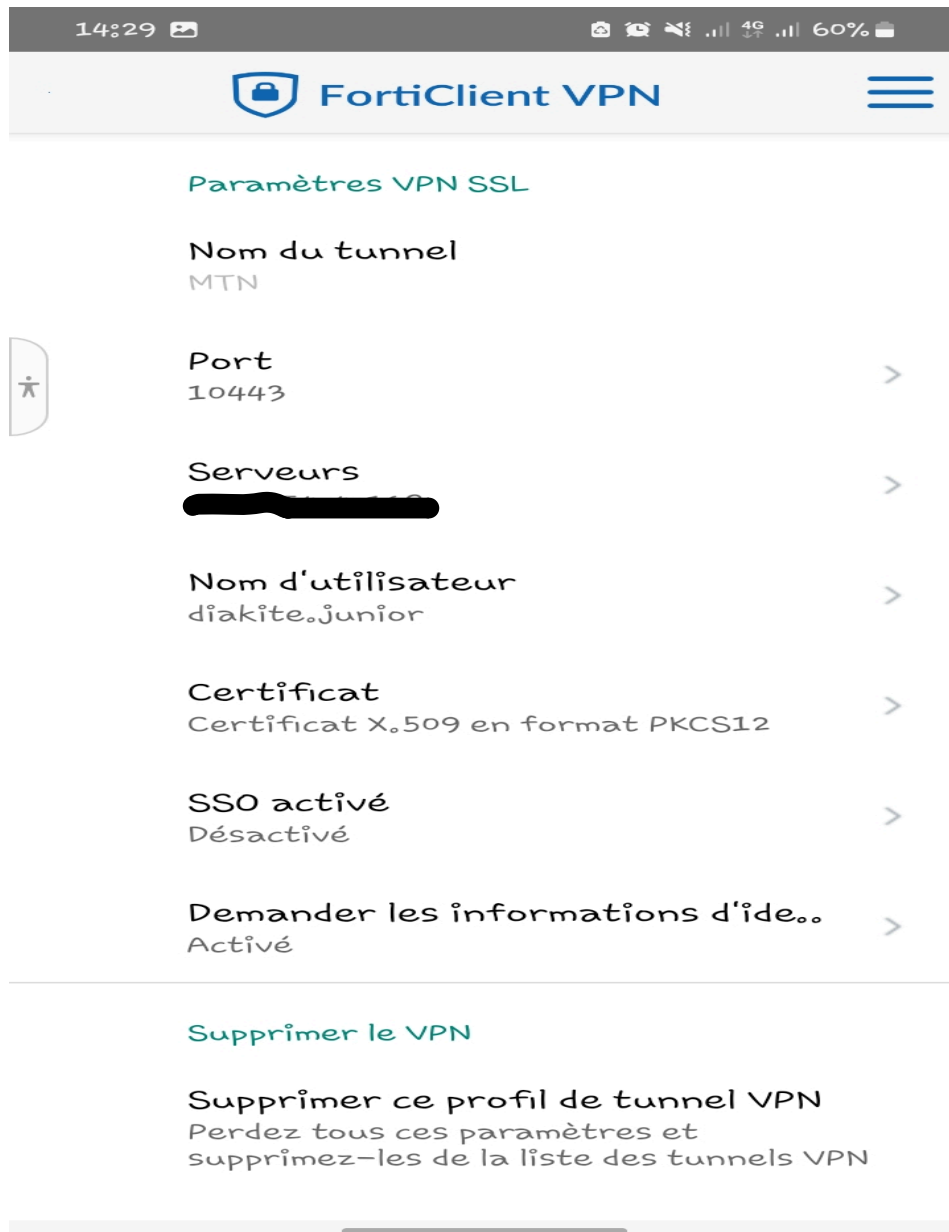 14:29
4G
60%
FortiClient VPN
Paramètres VPN SSL
Nom du tunnel
MTN
Port
10443
Serveurs
Nom d'utilisateur
diakite.junior
Certificat
Certificat X.509 en format PKCS12
SSO activé
Désactivé
Demander les informations d'ide..
Activé
Supprimer le VPN
Supprimer ce profil de tunnel VPN
Perdez tous ces paramètres et
supprimez-les de la liste des tunnels VPN